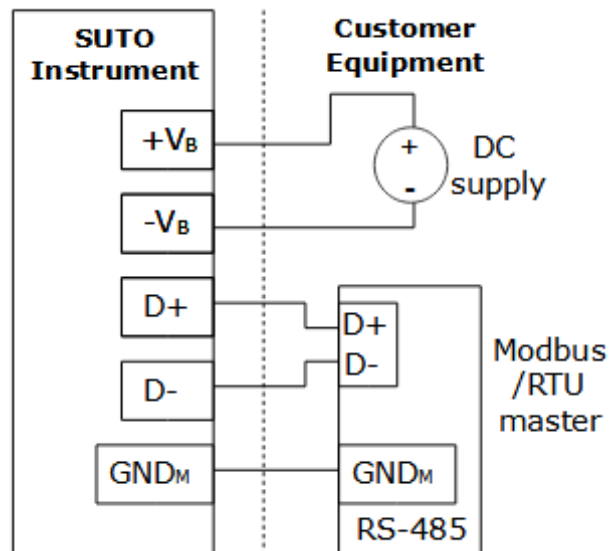 SUTO
Instrument
Customer
Equipment
+VB
-VB
+
-
DC
supply
D+
D-
GNDM
D+
D-
GNDM
RS-485
Modbus
/RTU
master